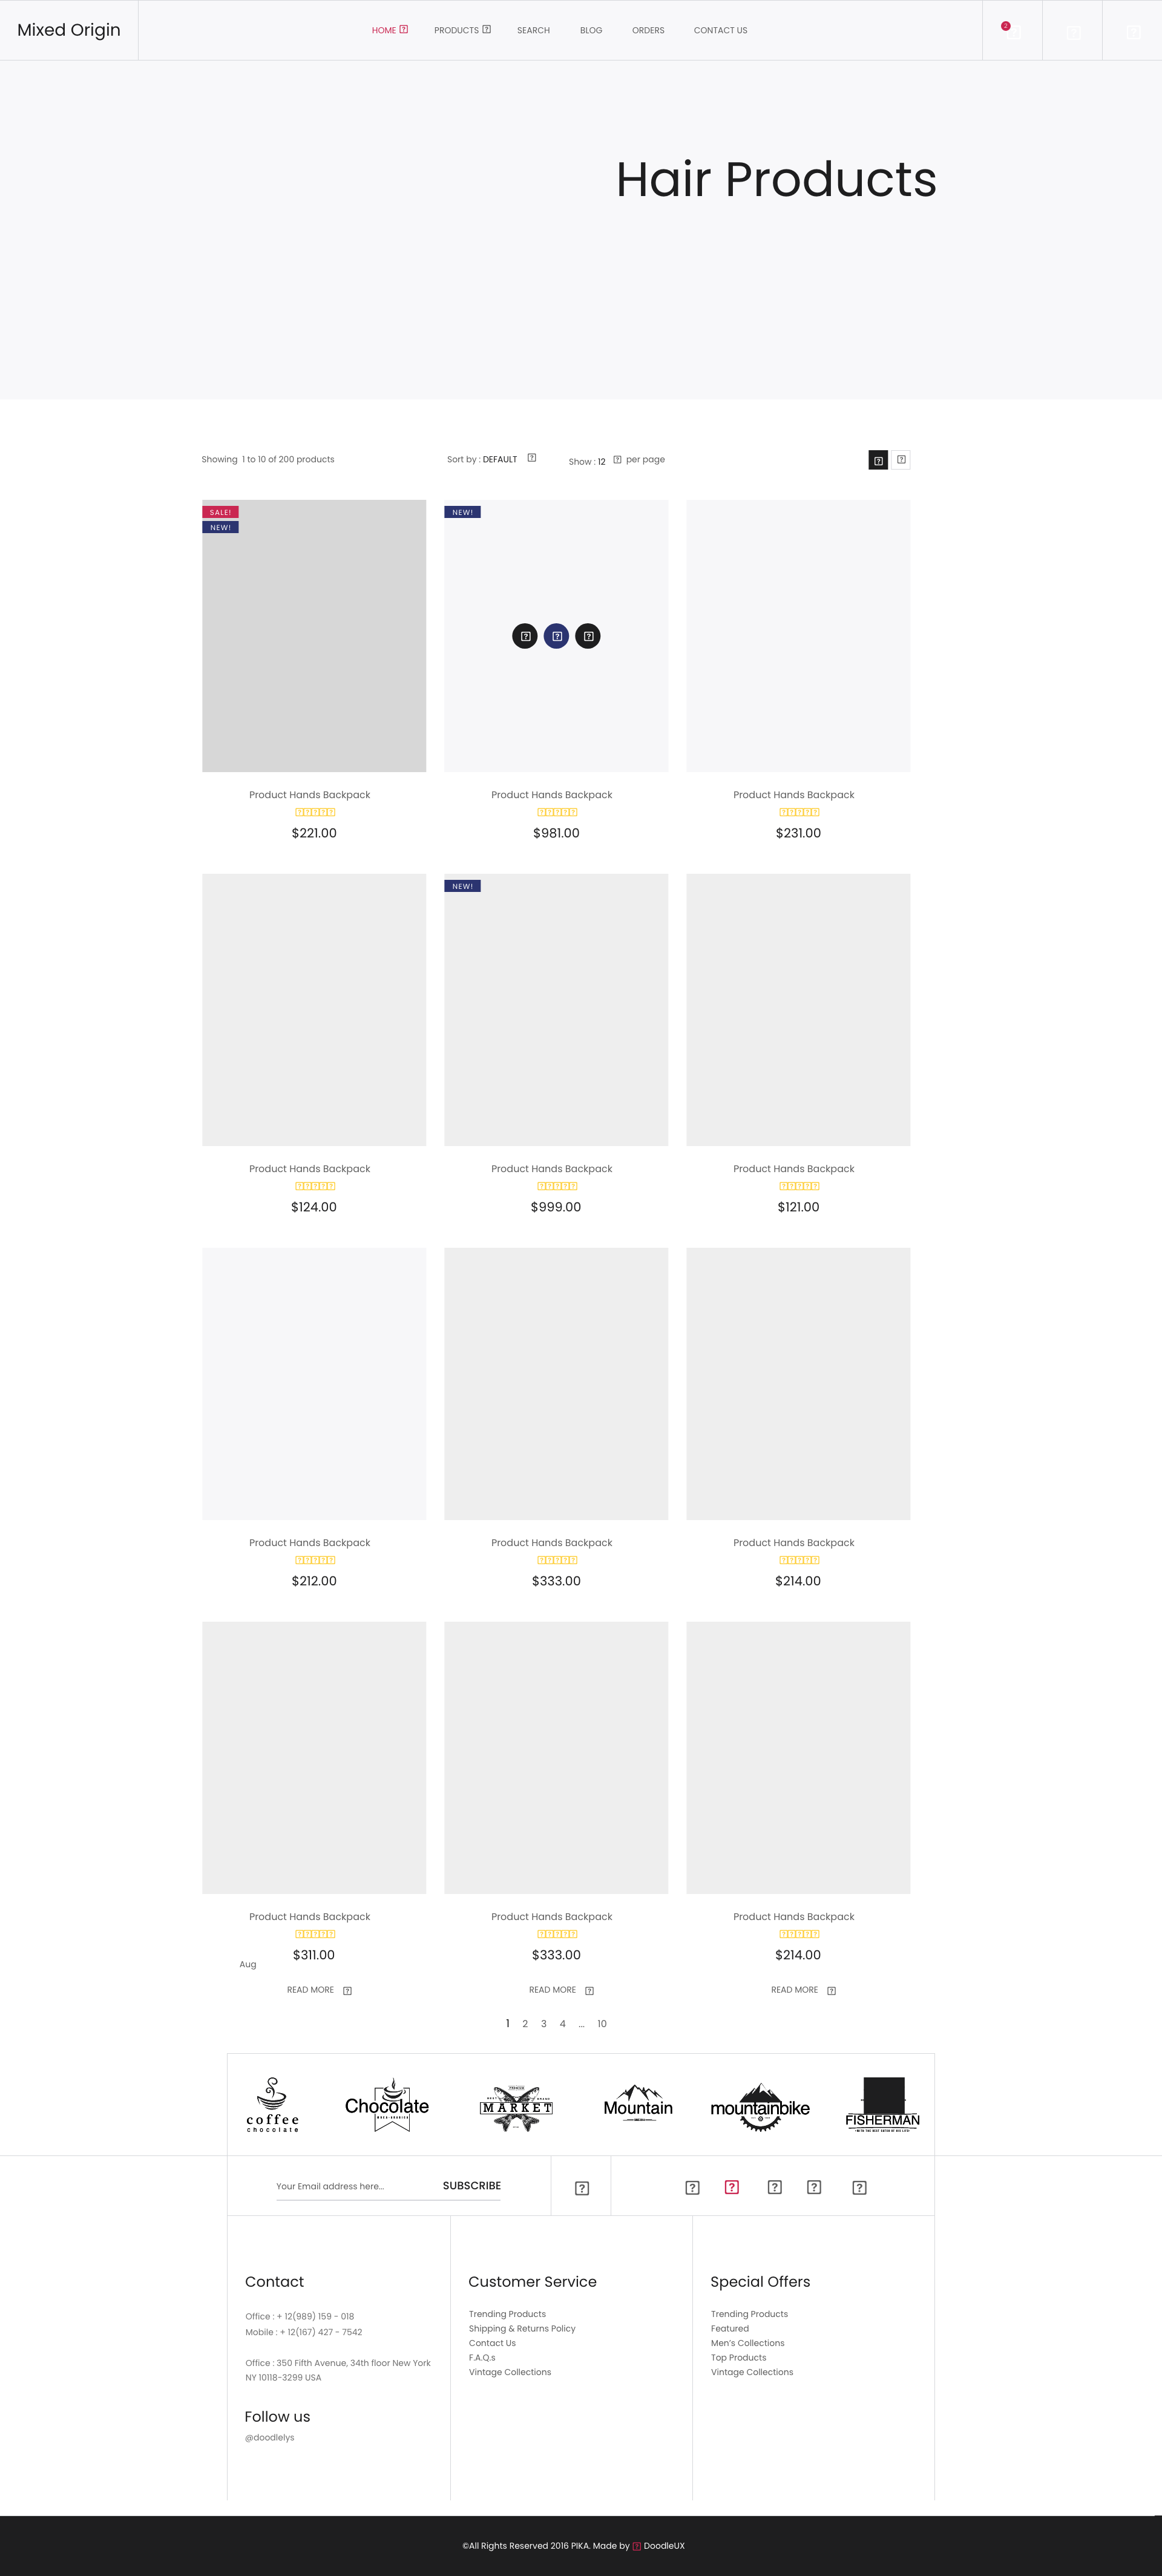 Mixed Origin
HOME PRODUCTS SEARCH BLOG ORDERS CONTACT US
2
Hair Products
Showing 1 to 10 of 200 products
Sort by : DEFAULT
Show : 12 per page
SALE!
NEW!
NEW!
Product Hands Backpack
$221.00
Product Hands Backpack
$981.00
Product Hands Backpack
$231.00
NEW!
Product Hands Backpack
$124.00
Product Hands Backpack
$999.00
Product Hands Backpack
$121.00
Product Hands Backpack
$212.00
Product Hands Backpack
$333.00
Product Hands Backpack
$214.00
Product Hands Backpack
$311.00
Product Hands Backpack
$333.00
Product Hands Backpack
$214.00
Aug
READ MORE
READ MORE
READ MORE
1 2 3 4 ... 10
coffee
chocolate
Chocolate
PREMIUM
MARKET
Mountain
mountainbike
FISHERMAN
Your Email address here...
SUBSCRIBE
Contact
Office : + 12(989) 159 - 018
Mobile : + 12(167) 427 - 7542
Office : 350 Fifth Avenue, 34th floor New York
NY 10118-3299 USA
Follow us
@doodlelys
Customer Service
Trending Products
Shipping & Returns Policy
Contact Us
F.A.Q.s
Vintage Collections
Special Offers
Trending Products
Featured
Men’s Collections
Top Products
Vintage Collections
©All Rights Reserved 2016 PIKA. Made by DoodleUX